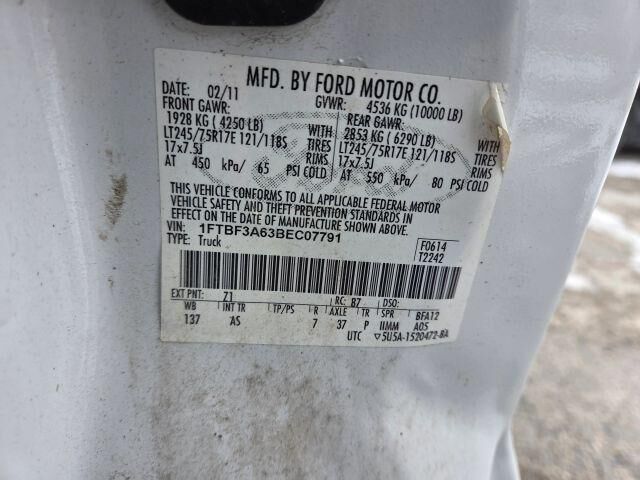 MFD. BY FORD MOTOR CO.
DATE: 02/11 GVWR: 4536 KG (10000 LB)
FRONT GAWR: REAR GAWR:
1928 KG ( 4250 LB) WITH 2853 KG ( 6290 LB) WITH
LT245/75R17E 121/118S TIRES LT245/75R17E 121/118S TIRES
17x7.5J RIMS 17x7.5J RIMS
AT 450 kPa/ 65 PSI COLD AT 550 kPa/ 80 PSI COLD
THIS VEHICLE CONFORMS TO ALL APPLICABLE FEDERAL MOTOR
VEHICLE SAFETY AND THEFT PREVENTION STANDARDS IN
EFFECT ON THE DATE OF MANUFACTURE SHOWN ABOVE.
VIN: 1FTBF3A63BEC07791
TYPE: Truck F0614
T2242
EXT PNT: Z1 RC: B7 DSO:
WB INT TR TP/PS R AXLE TR SPR BFA12
137 AS 7 37 P IIMM A05
UTC 5U5A-1520472-BA